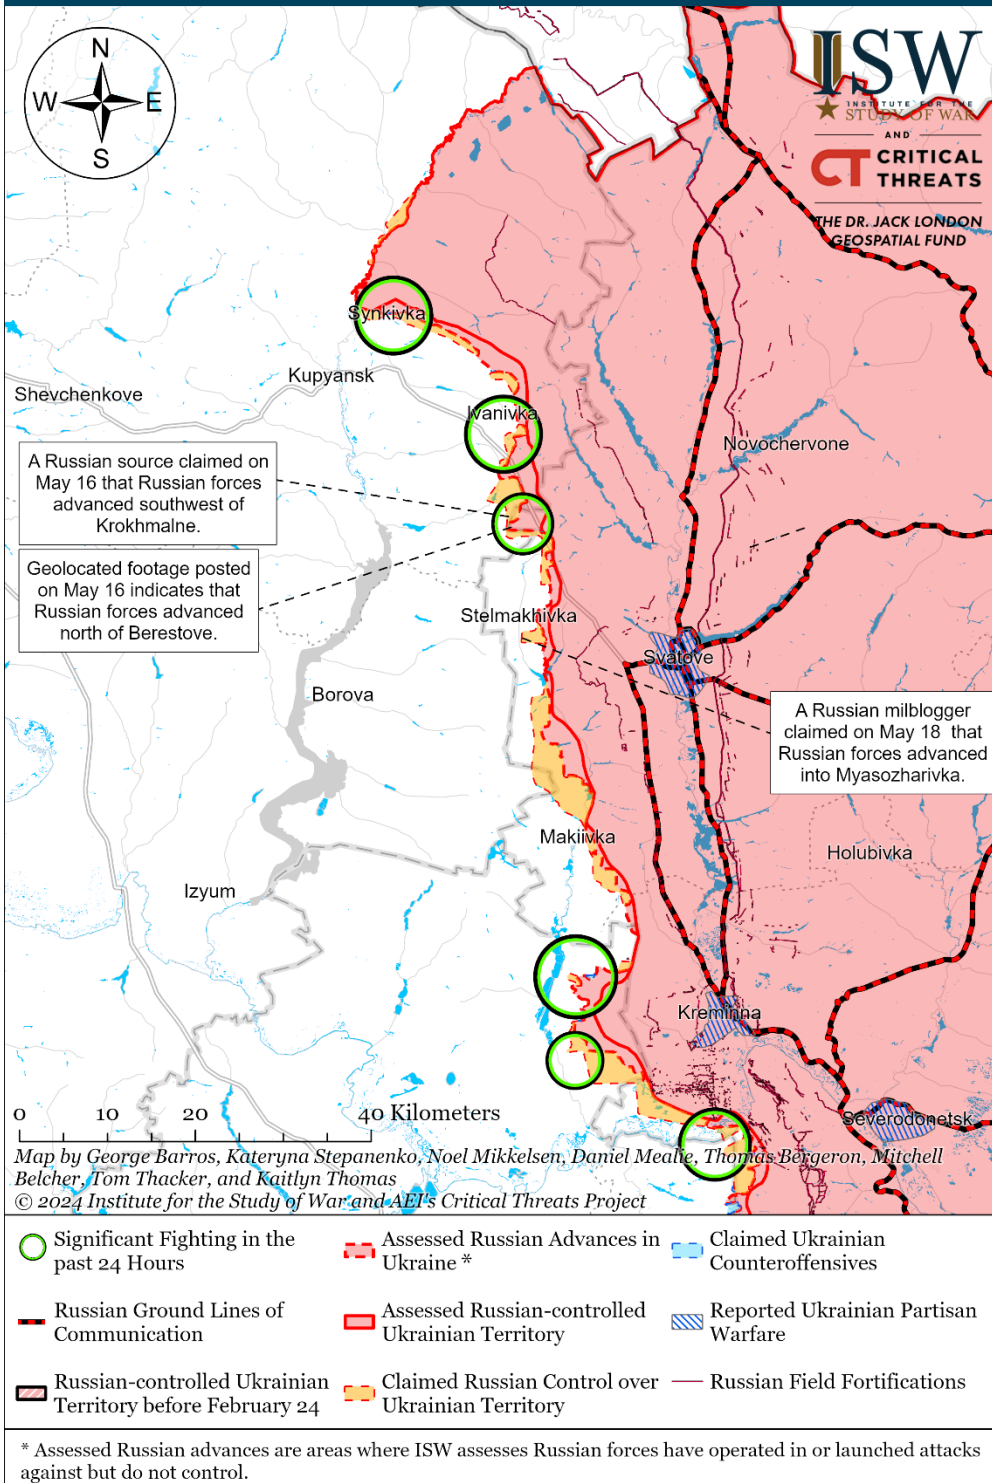 N
W
E
S
ISW
INSTITUTE FOR THE
STUDY OF WAR
AND
CT CRITICAL
THREATS
THE DR. JACK LONDON
GEOSPATIAL FUND
Synkivka
Kupyansk
Shevchenkove
Ivanivka
Novochervone
A Russian source claimed on
May 16 that Russian forces
advanced southwest of
Krokhmalne.
Geolocated footage posted
on May 16 indicates that
Russian forces advanced
north of Berestove.
Stelmakhivka
Svatove
Borova
A Russian milblogger
claimed on May 18 that
Russian forces advanced
into Myasozharivka.
Makiivka
Holubivka
Izyum
Kreminna
Severodonetsk
0 10 20 40 Kilometers
Map by George Barros, Kateryna Stepanenko, Noel Mikkelsen, Daniel Mealie, Thomas Bergeron, Mitchell
Belcher, Tom Thacker, and Kaitlyn Thomas
© 2024 Institute for the Study of War and AEI's Critical Threats Project
Significant Fighting in the
past 24 Hours
Russian Ground Lines of
Communication
Russian-controlled Ukrainian
Territory before February 24
Assessed Russian Advances in
Ukraine *
Assessed Russian-controlled
Ukrainian Territory
Claimed Russian Control over
Ukrainian Territory
Claimed Ukrainian
Counteroffensives
Reported Ukrainian Partisan
Warfare
Russian Field Fortifications
* Assessed Russian advances are areas where ISW assesses Russian forces have operated in or launched attacks
against but do not control.